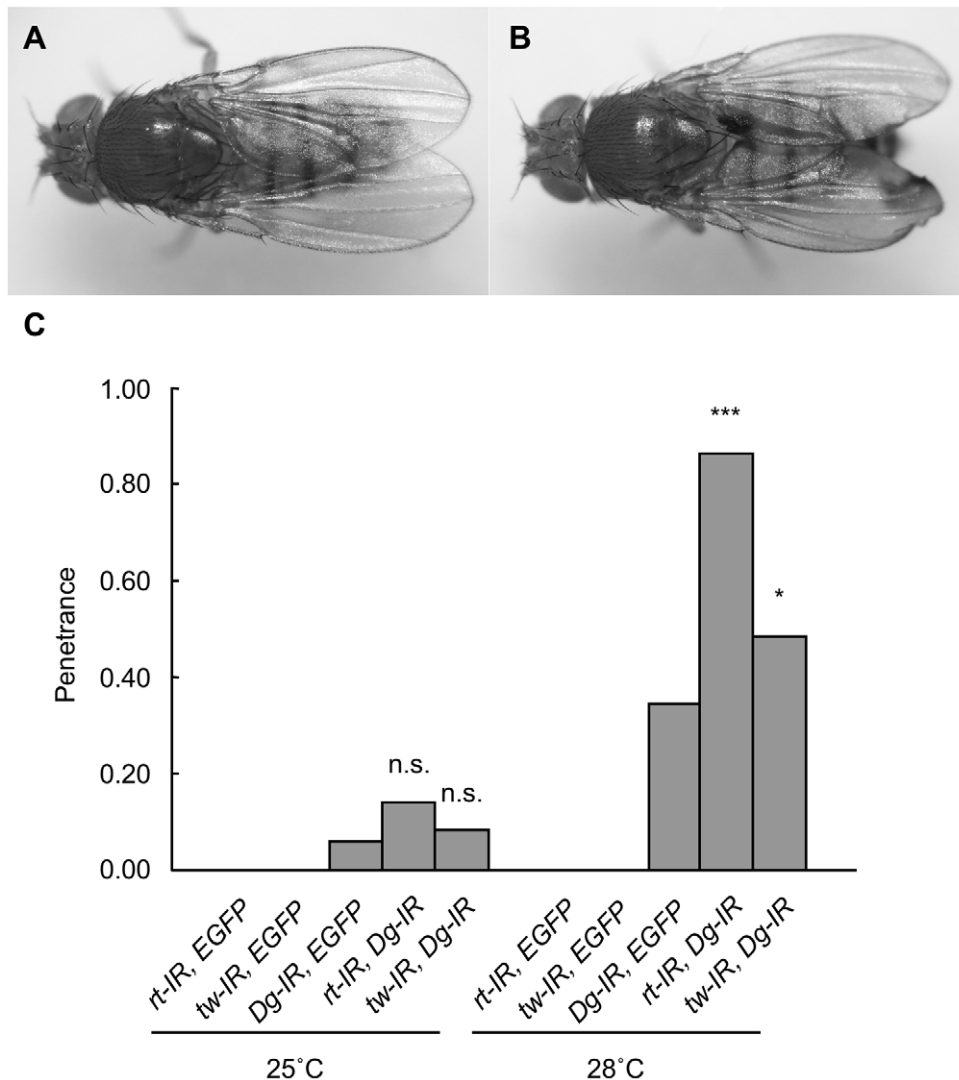 A
B
C
1.00
0.80
0.60
0.40
0.20
0.00
Penetrance
n.s.
n.s.
***
*
rt-IR, EGFP
tw-IR, EGFP
Dg-IR, EGFP
rt-IR, Dg-IR
tw-IR, Dg-IR
rt-IR, EGFP
tw-IR, EGFP
Dg-IR, EGFP
rt-IR, Dg-IR
tw-IR, Dg-IR
25˚C
28˚C